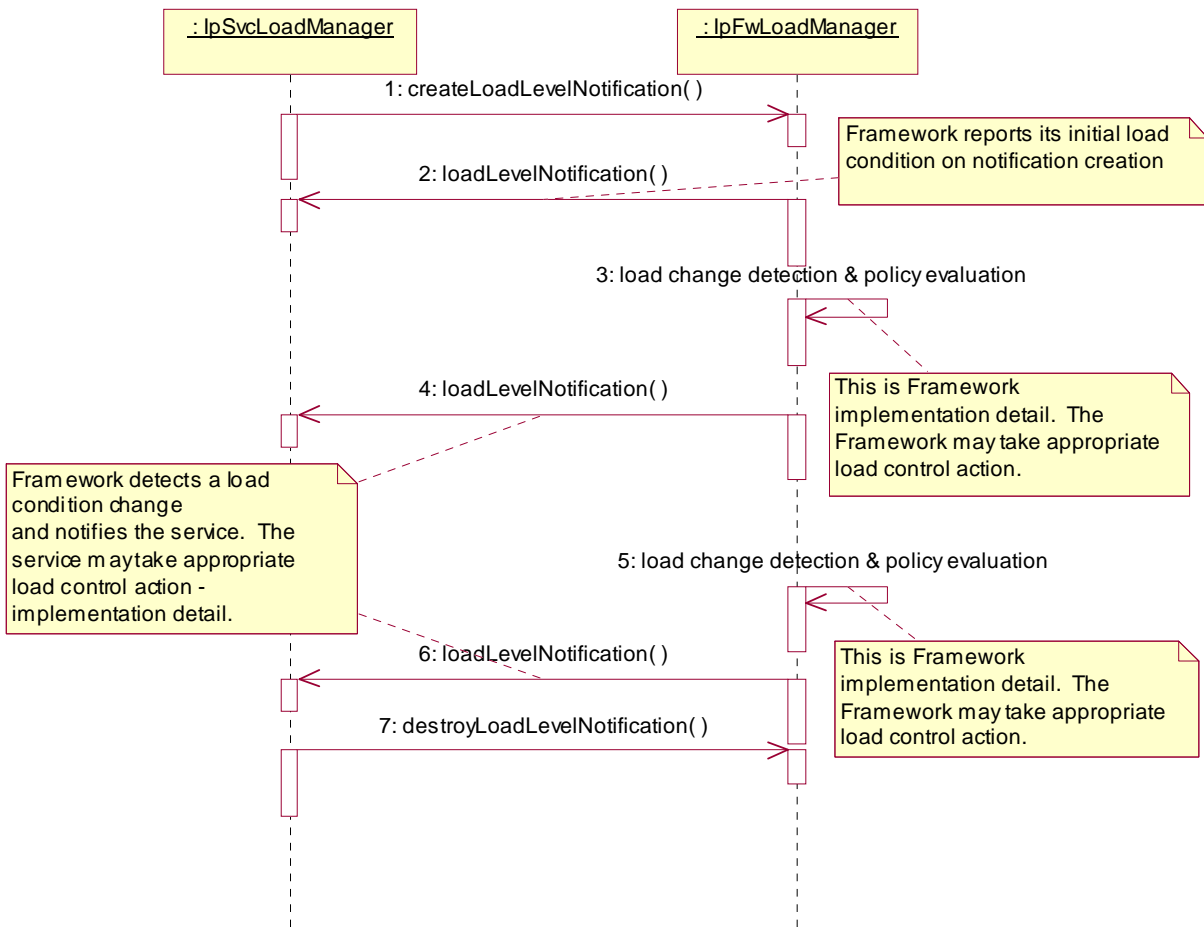 : IpSvcLoadManager
: IpFwLoadManager
1: createLoadLevelNotification( )
Framework reports its initial load
condition on notification creation
2: loadLevelNotification( )
3: load change detection & policy evaluation
4: loadLevelNotification( )
This is Framework
implementation detail. The
Framework may take appropriate
load control action.
Framework detects a load
condition change
and notifies the service. The
service may take appropriate
load control action -
implementation detail.
5: load change detection & policy evaluation
6: loadLevelNotification( )
This is Framework
implementation detail. The
Framework may take appropriate
load control action.
7: destroyLoadLevelNotification( )